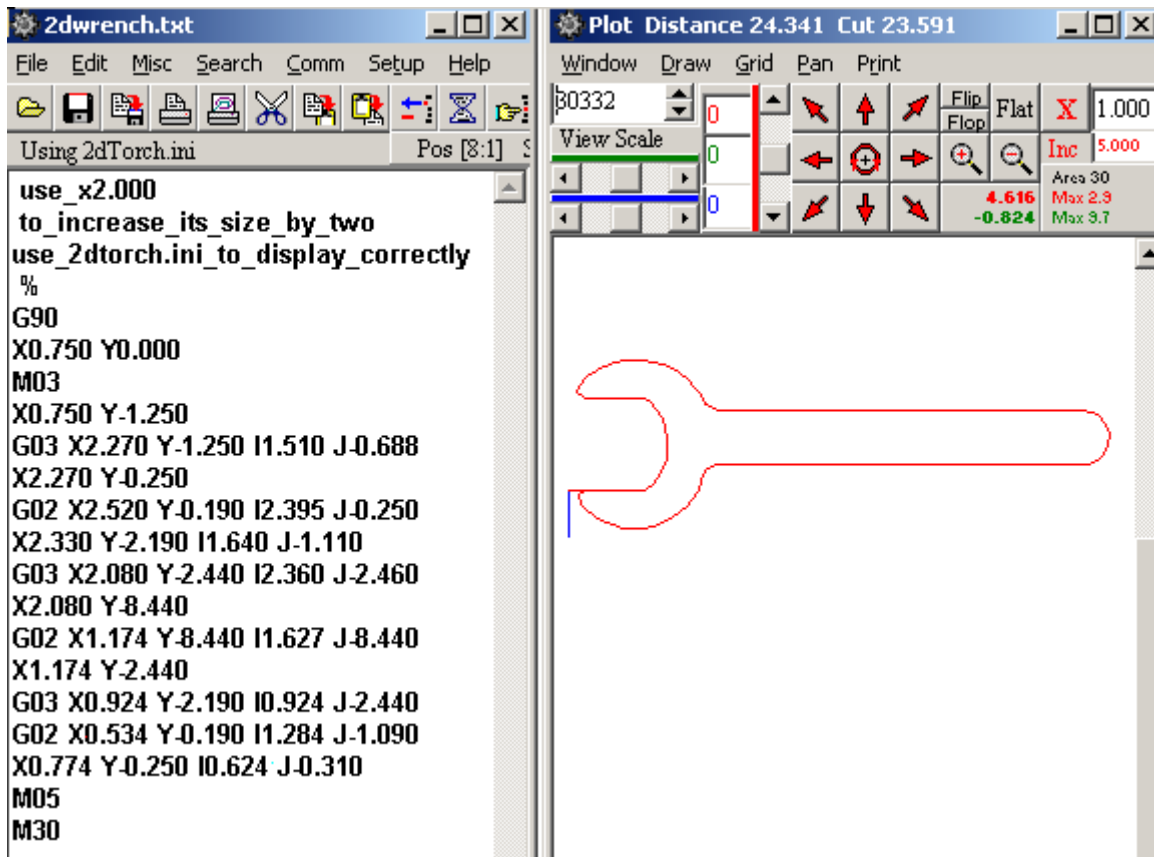 2dwrench.txt
File Edit Misc Search Comm Setup Help
Using 2dTorch.ini Pos [8:1]
use_x2.000
to_increase_its_size_by_two
use_2dtorch.ini_to_display_correctly
%
G90
X0.750 Y0.000
M03
X0.750 Y-1.250
G03 X2.270 Y-1.250 I1.510 J-0.688
X2.270 Y-0.250
G02 X2.520 Y-0.190 I2.395 J-0.250
X2.330 Y-2.190 I1.640 J-1.110
G03 X2.080 Y-2.440 I2.360 J-2.460
X2.080 Y-8.440
G02 X1.174 Y-8.440 I1.627 J-8.440
X1.174 Y-2.440
G03 X0.924 Y-2.190 I0.924 J-2.440
G02 X0.534 Y-0.190 I1.284 J-1.090
X0.774 Y-0.250 I0.624 J-0.310
M05
M30
Plot Distance 24.341 Cut 23.591
Window Draw Grid Pan Print
30332
View Scale
0
0
0
Flip
Flop
Flat
X 1.000
Inc 5.000
Area 30
4.616 Max 2.9
-0.824 Max 9.7